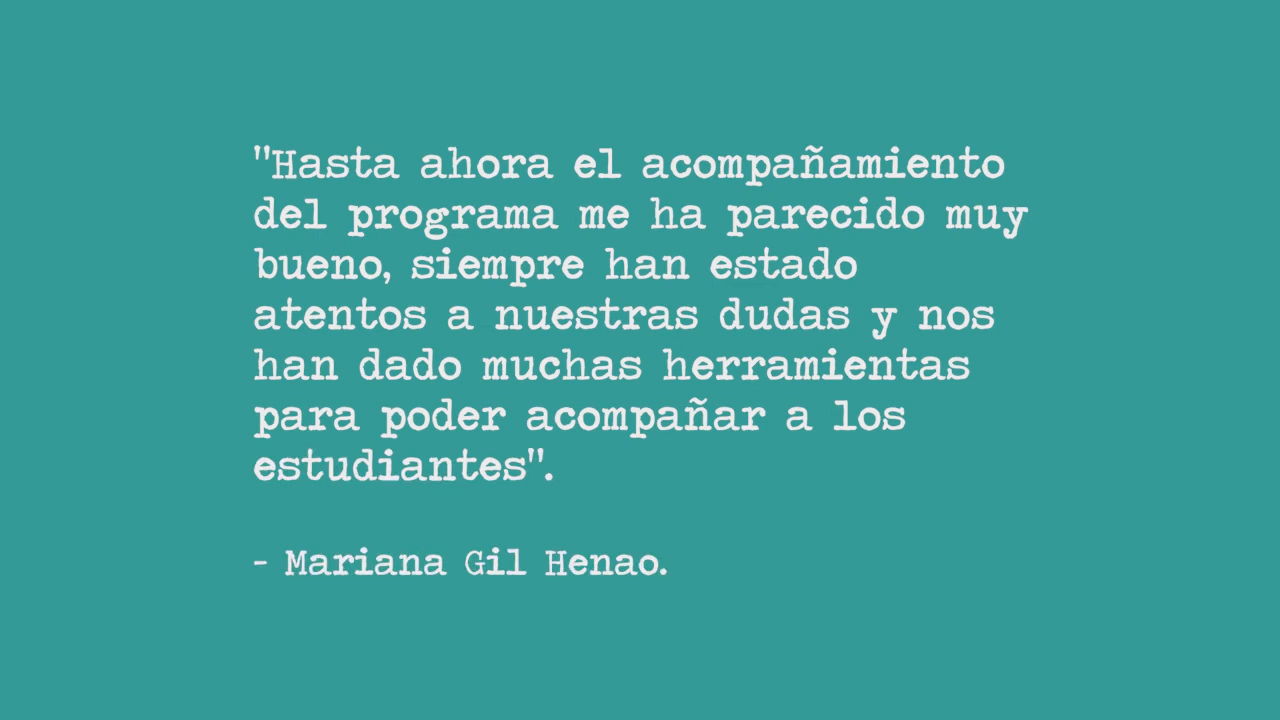 "Hasta ahora el acompañamiento
del programa me ha parecido muy
bueno, siempre han estado
atentos a nuestras dudas y nos
han dado muchas herramientas
para poder acompañar a los
estudiantes".
- Mariana Gil Henao.